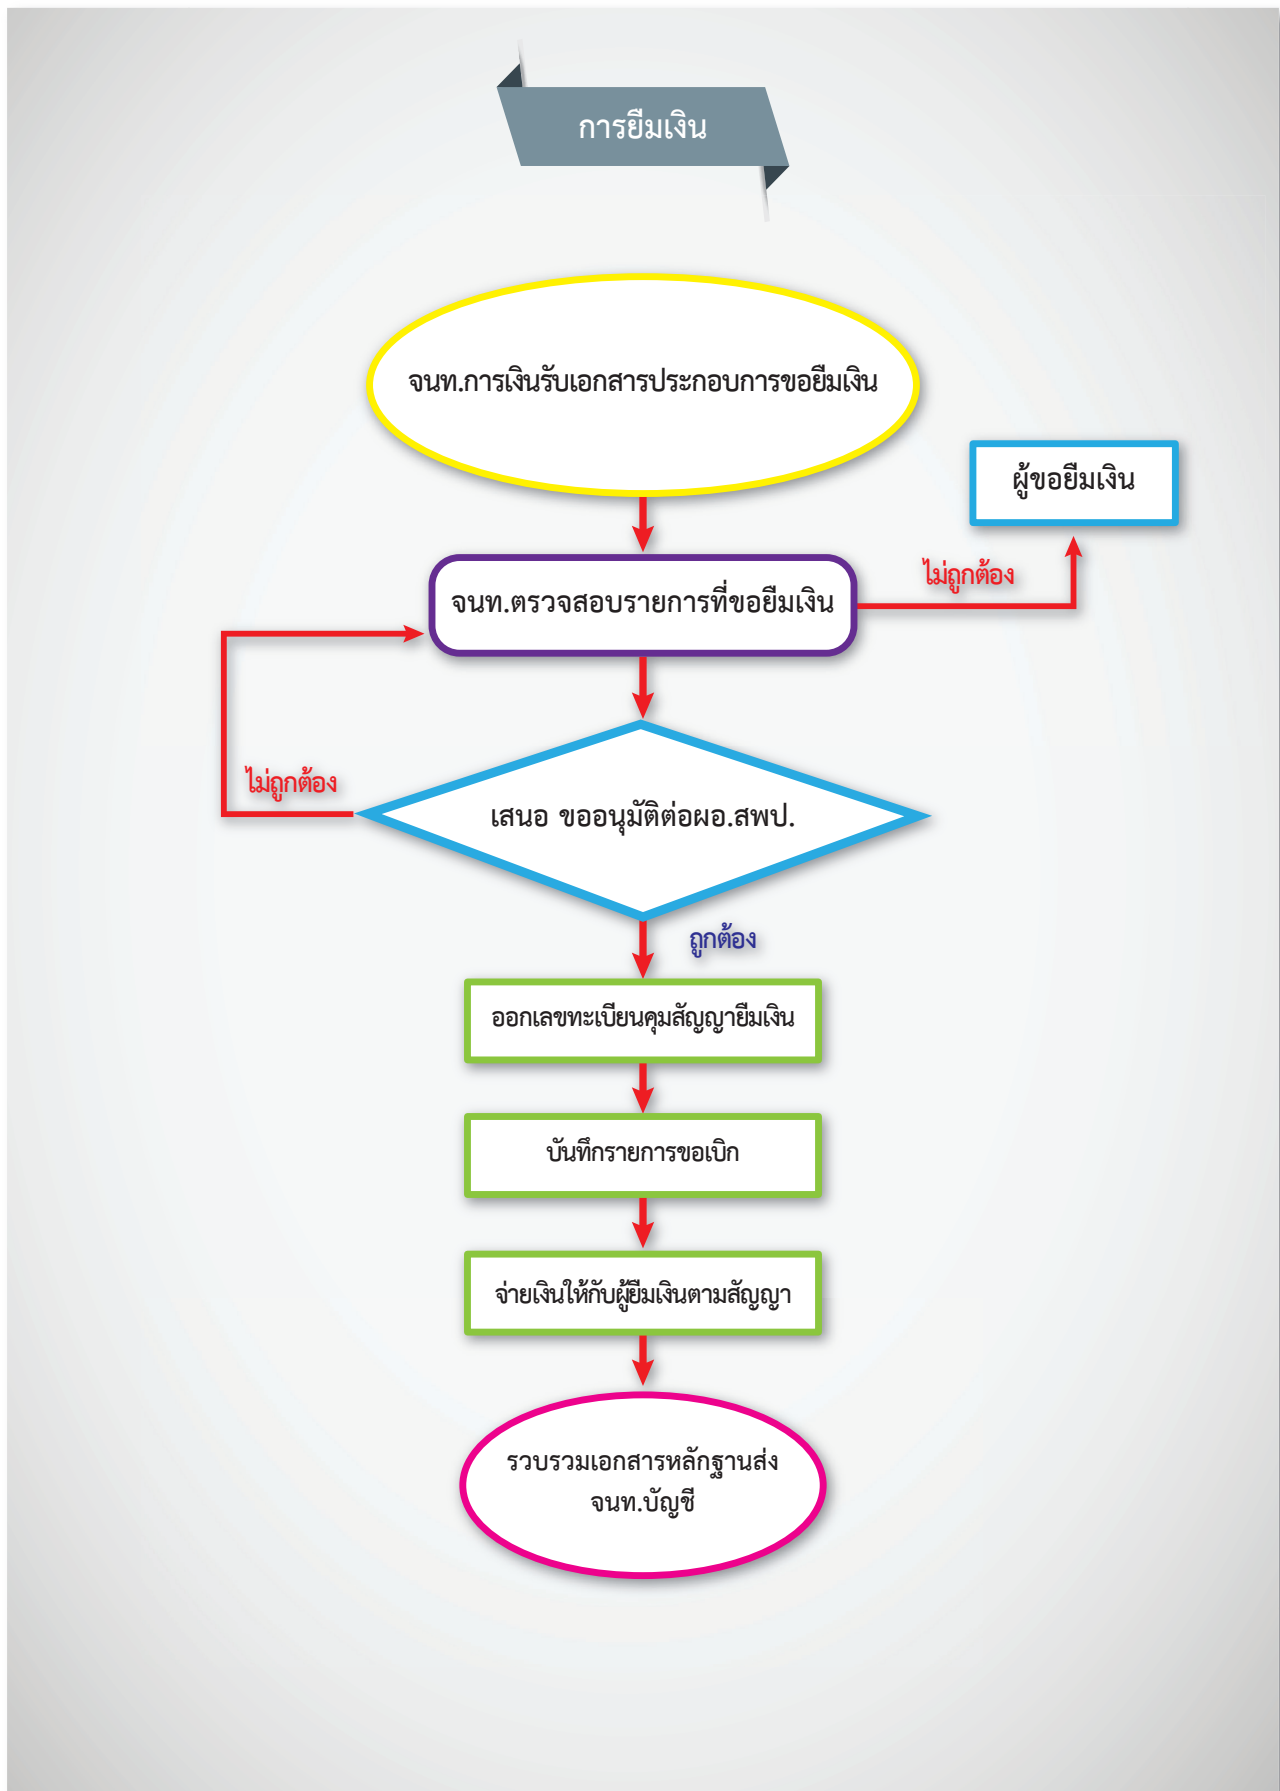 การยืมเงิน
จนท.การเงินรับเอกสารประกอบการขอยืมเงิน
ผู้ขอยืมเงิน
ไม่ถูกต้อง
จนท.ตรวจสอบรายการที่ขอยืมเงิน
ไม่ถูกต้อง
เสนอ ขออนุมัติต่อผอ.สพป.
ถูกต้อง
ออกเลขทะเบียนคุมสัญญายืมเงิน
บันทึกรายการขอเบิก
จ่ายเงินให้กับผู้ยืมเงินตามสัญญา
รวบรวมเอกสารหลักฐานส่ง
จนท.บัญชี